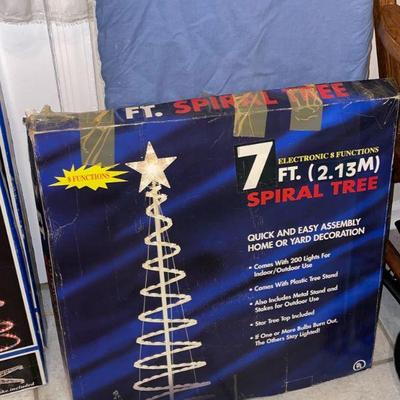 FT. SPIRAL TREE
8 FUNCTIONS
ELECTRONIC 8 FUNCTIONS
7 FT. (2.13M)
SPIRAL TREE
QUICK AND EASY ASSEMBLY
HOME OR YARD DECORATION
• Comes With 200 Lights For
Indoor/Outdoor Use
• Comes With Plastic Tree Stand
• Also Includes Metal Stand and
Stakes for Outdoor Use
• Star Tree Top Included
• If One or More Bulbs Burn Out,
The Others Stay Lighted!
UL
included